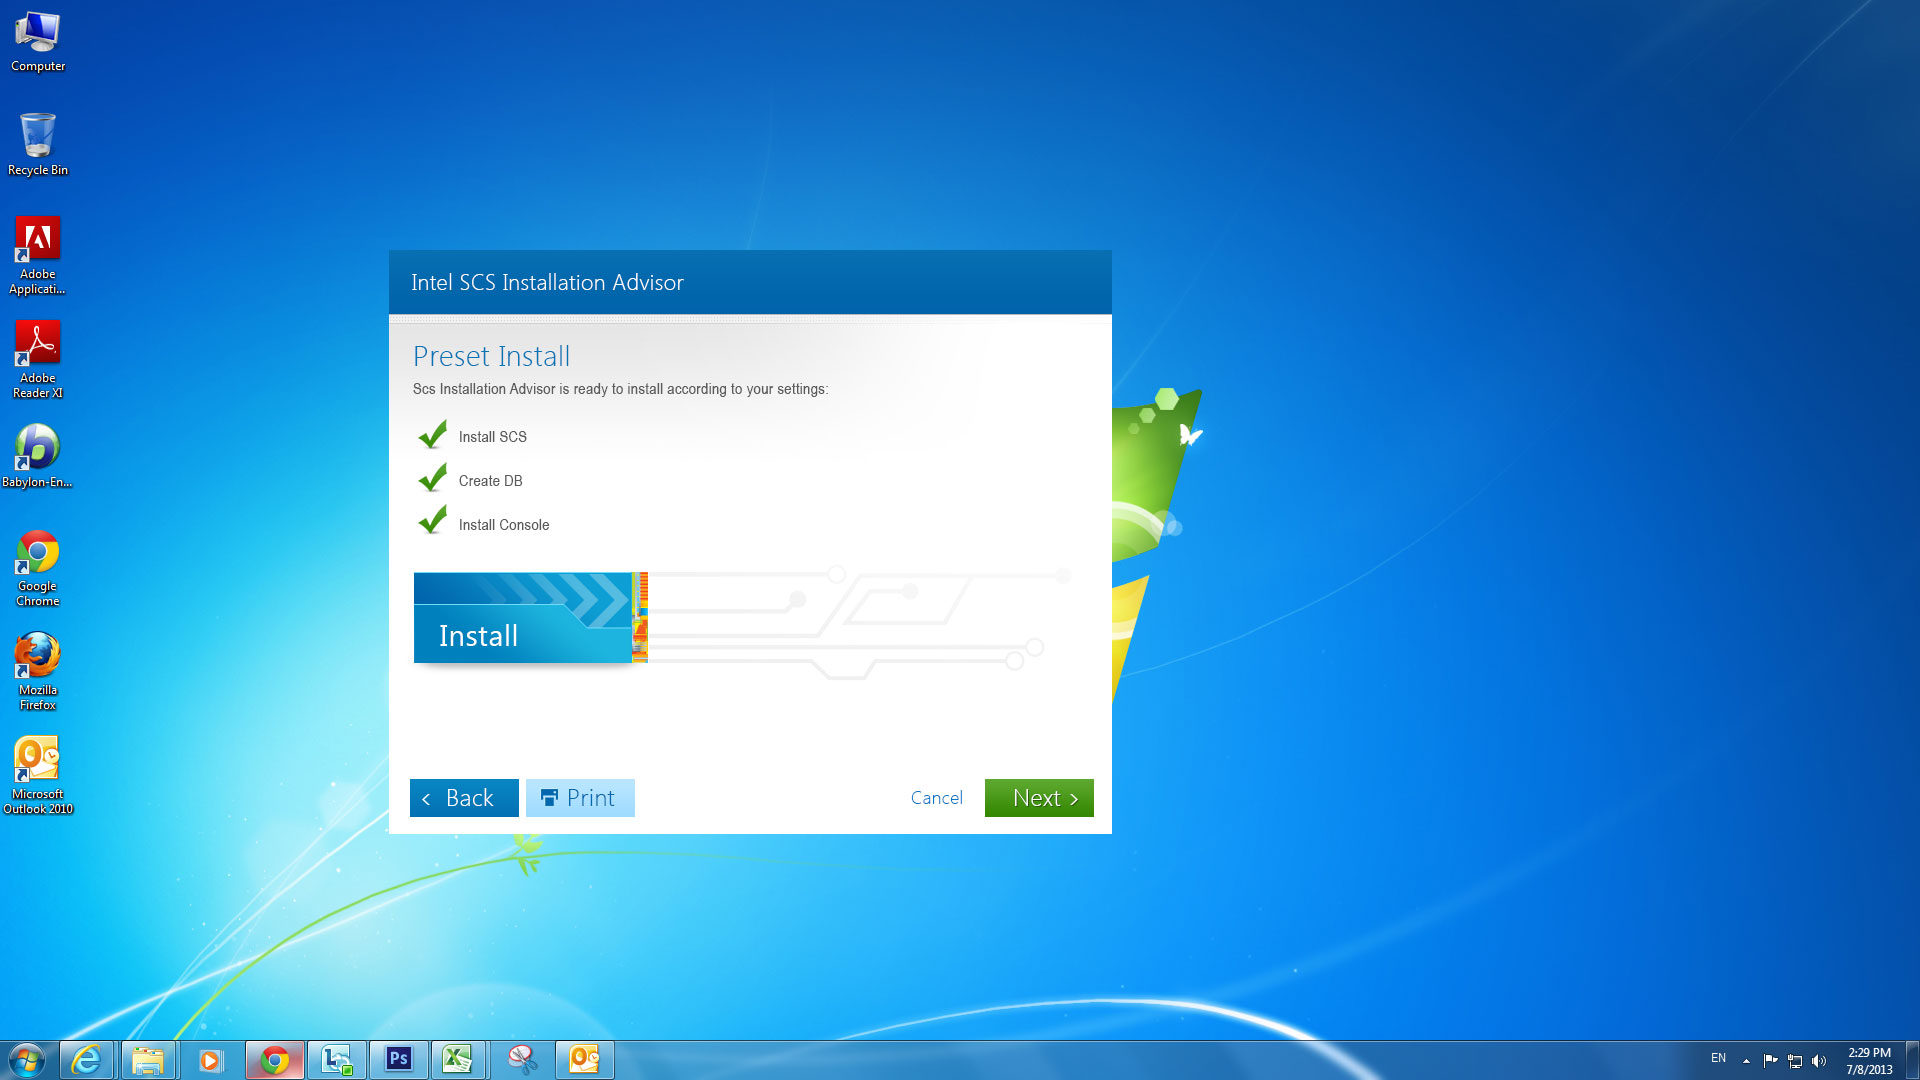 Computer
Recycle Bin
Adobe
Applicati...
Adobe
Reader XI
Babylon-En...
Google
Chrome
Mozilla
Firefox
Microsoft
Outlook 2010
Intel SCS Installation Advisor
Preset Install
Scs Installation Advisor is ready to install according to your settings:
Install SCS
Create DB
Install Console
Install
Back
Print
Cancel
Next
Ps
EN
2:29 PM
7/8/2013